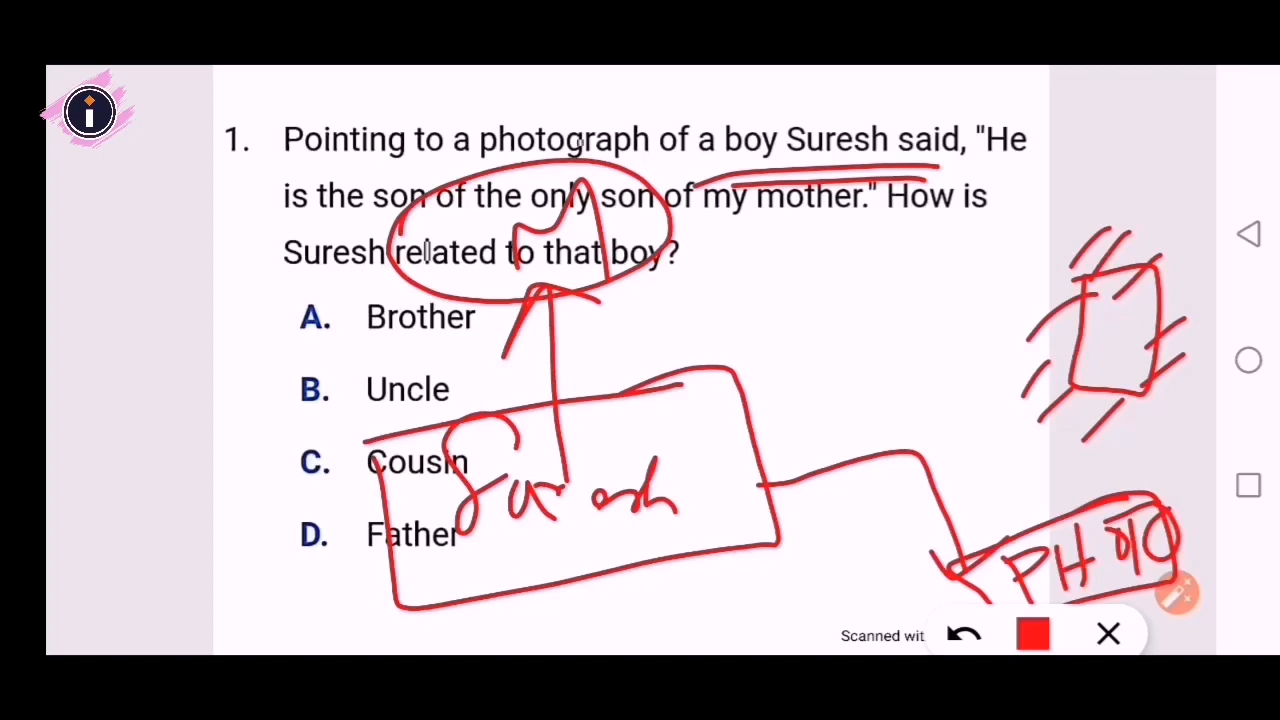 1. Pointing to a photograph of a boy Suresh said, "He
is the son of the only son of my mother." How is
Suresh related to that boy?
A. Brother
B. Uncle
C. Cousin
D. Father
Suresh
M
PHOTO
Scanned wit
i